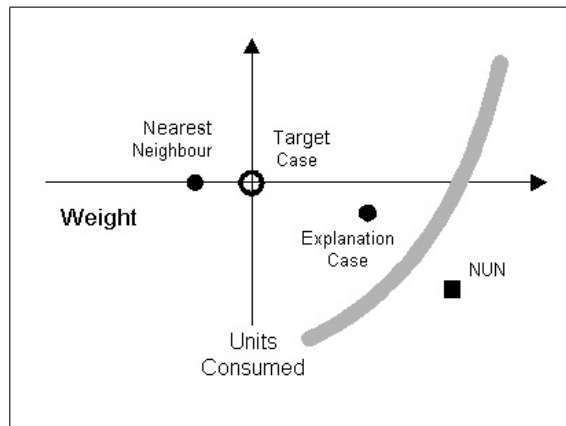 Nearest
Neighbour
Target
Case
Weight
Explanation
Case
NUN
Units
Consumed